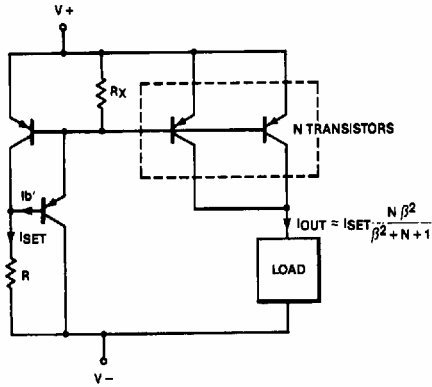 V+
RX
N TRANSISTORS
Ib'
ISET
IOUT ≈ ISET Nβ²
β² + N + 1
R
LOAD
V−